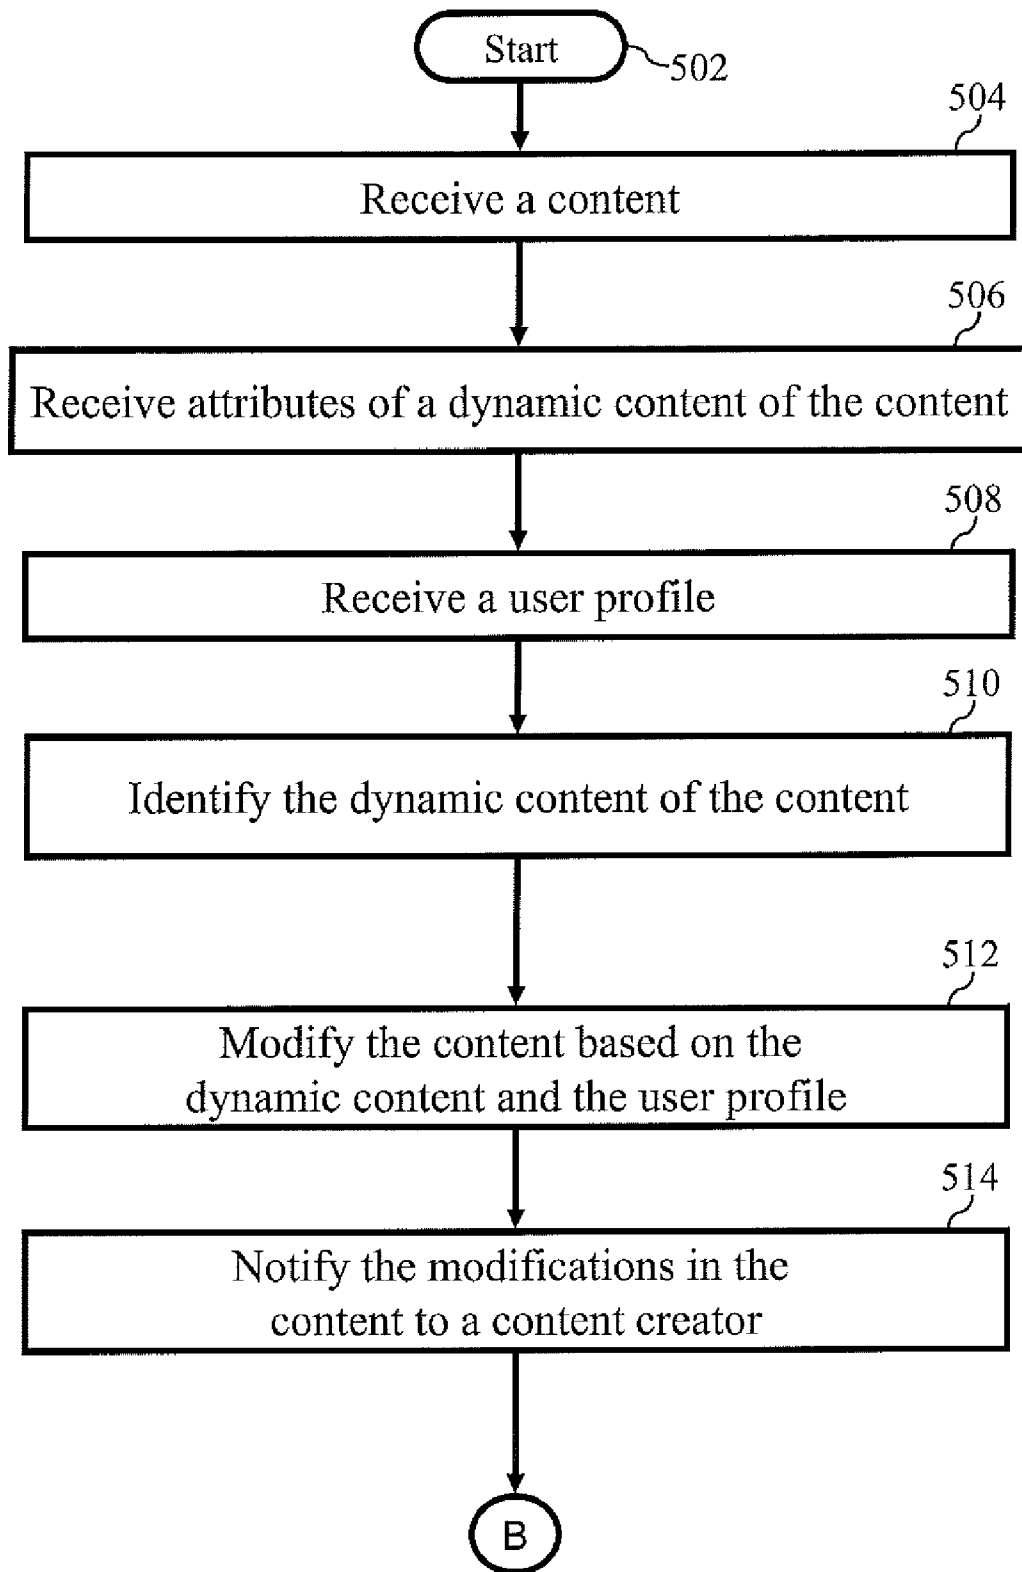 Start
502
504
Receive a content
506
Receive attributes of a dynamic content of the content
508
Receive a user profile
510
Identify the dynamic content of the content
512
Modify the content based on the
dynamic content and the user profile
514
Notify the modifications in the
content to a content creator
B